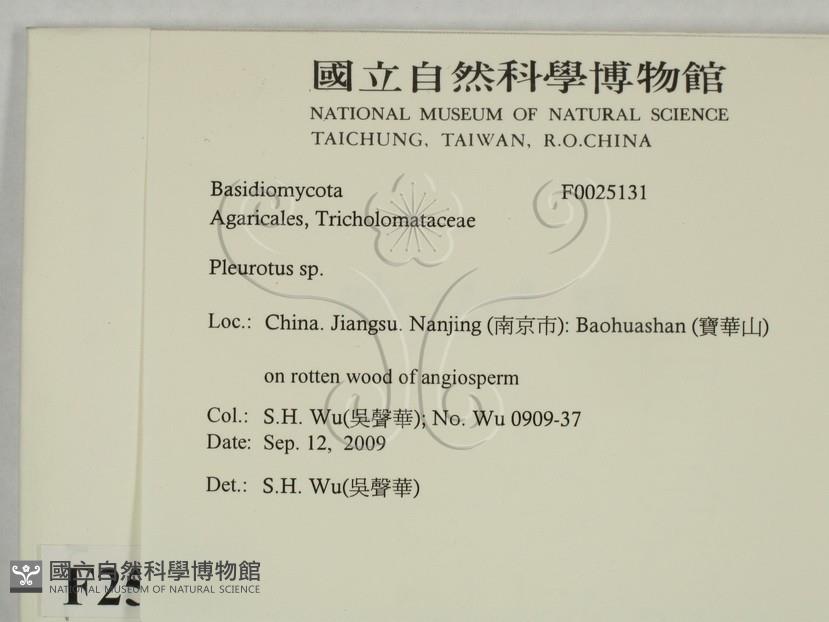 國立自然科學博物館
NATIONAL MUSEUM OF NATURAL SCIENCE
TAICHUNG, TAIWAN, R.O.CHINA
Basidiomycota F0025131
Agaricales, Tricholomataceae
Pleurotus sp.
Loc.: China. Jiangsu. Nanjing (南京市): Baohuashan (寶華山)
on rotten wood of angiosperm
Col.: S.H. Wu(吳聲華); No. Wu 0909-37
Date: Sep. 12, 2009
Det.: S.H. Wu(吳聲華)
國立自然科學博物館
NATIONAL MUSEUM OF NATURAL SCIENCE
F25